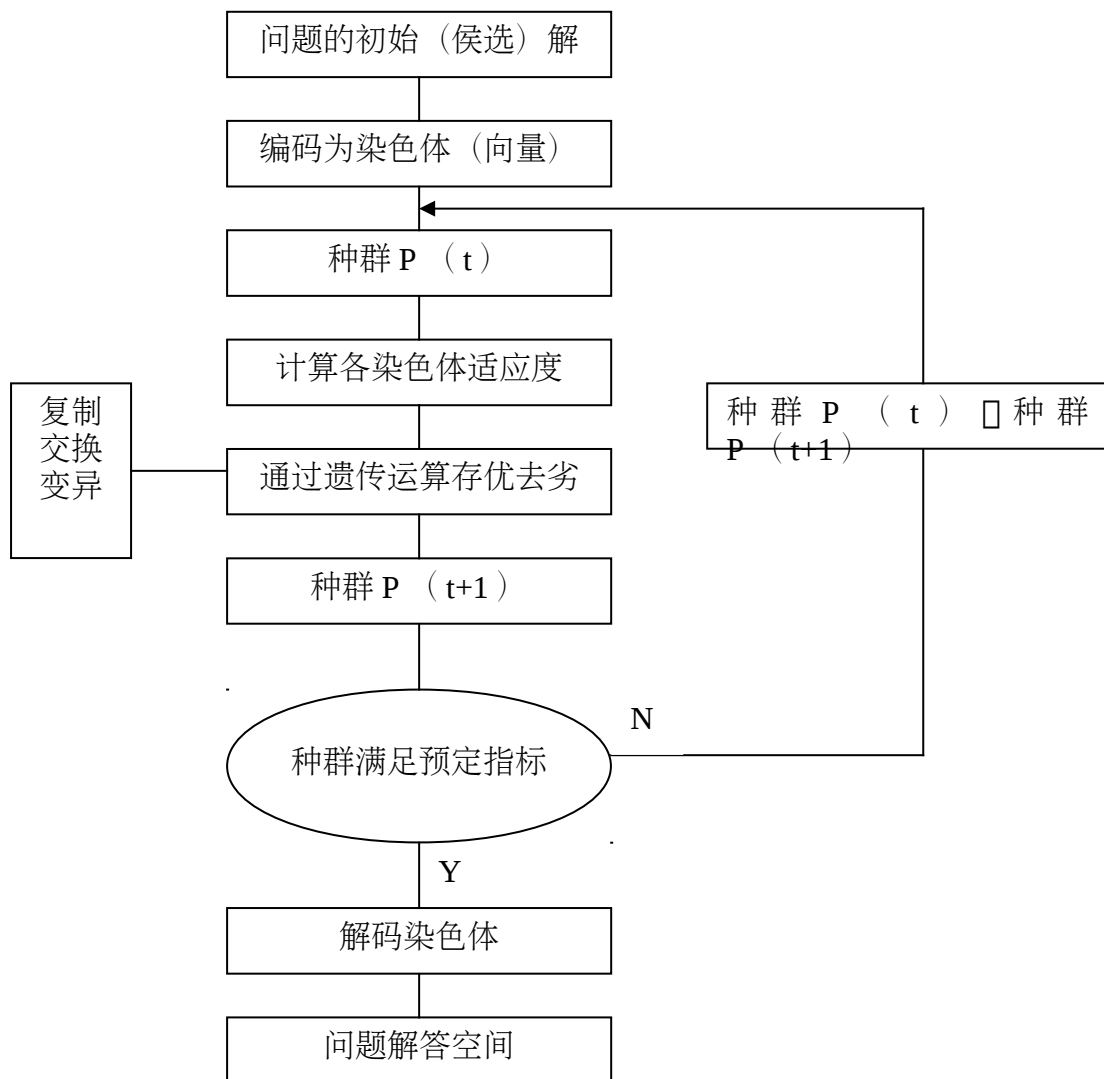 问题的初始（侯选）解
编码为染色体（向量）
种群 P （ t ）
计算各染色体适应度
复制
交换
变异
种 群 P （ t ） 种 群
P （ t+1 ）
通过遗传运算存优去劣
种群 P （ t+1 ）
N
种群满足预定指标
Y
解码染色体
问题解答空间